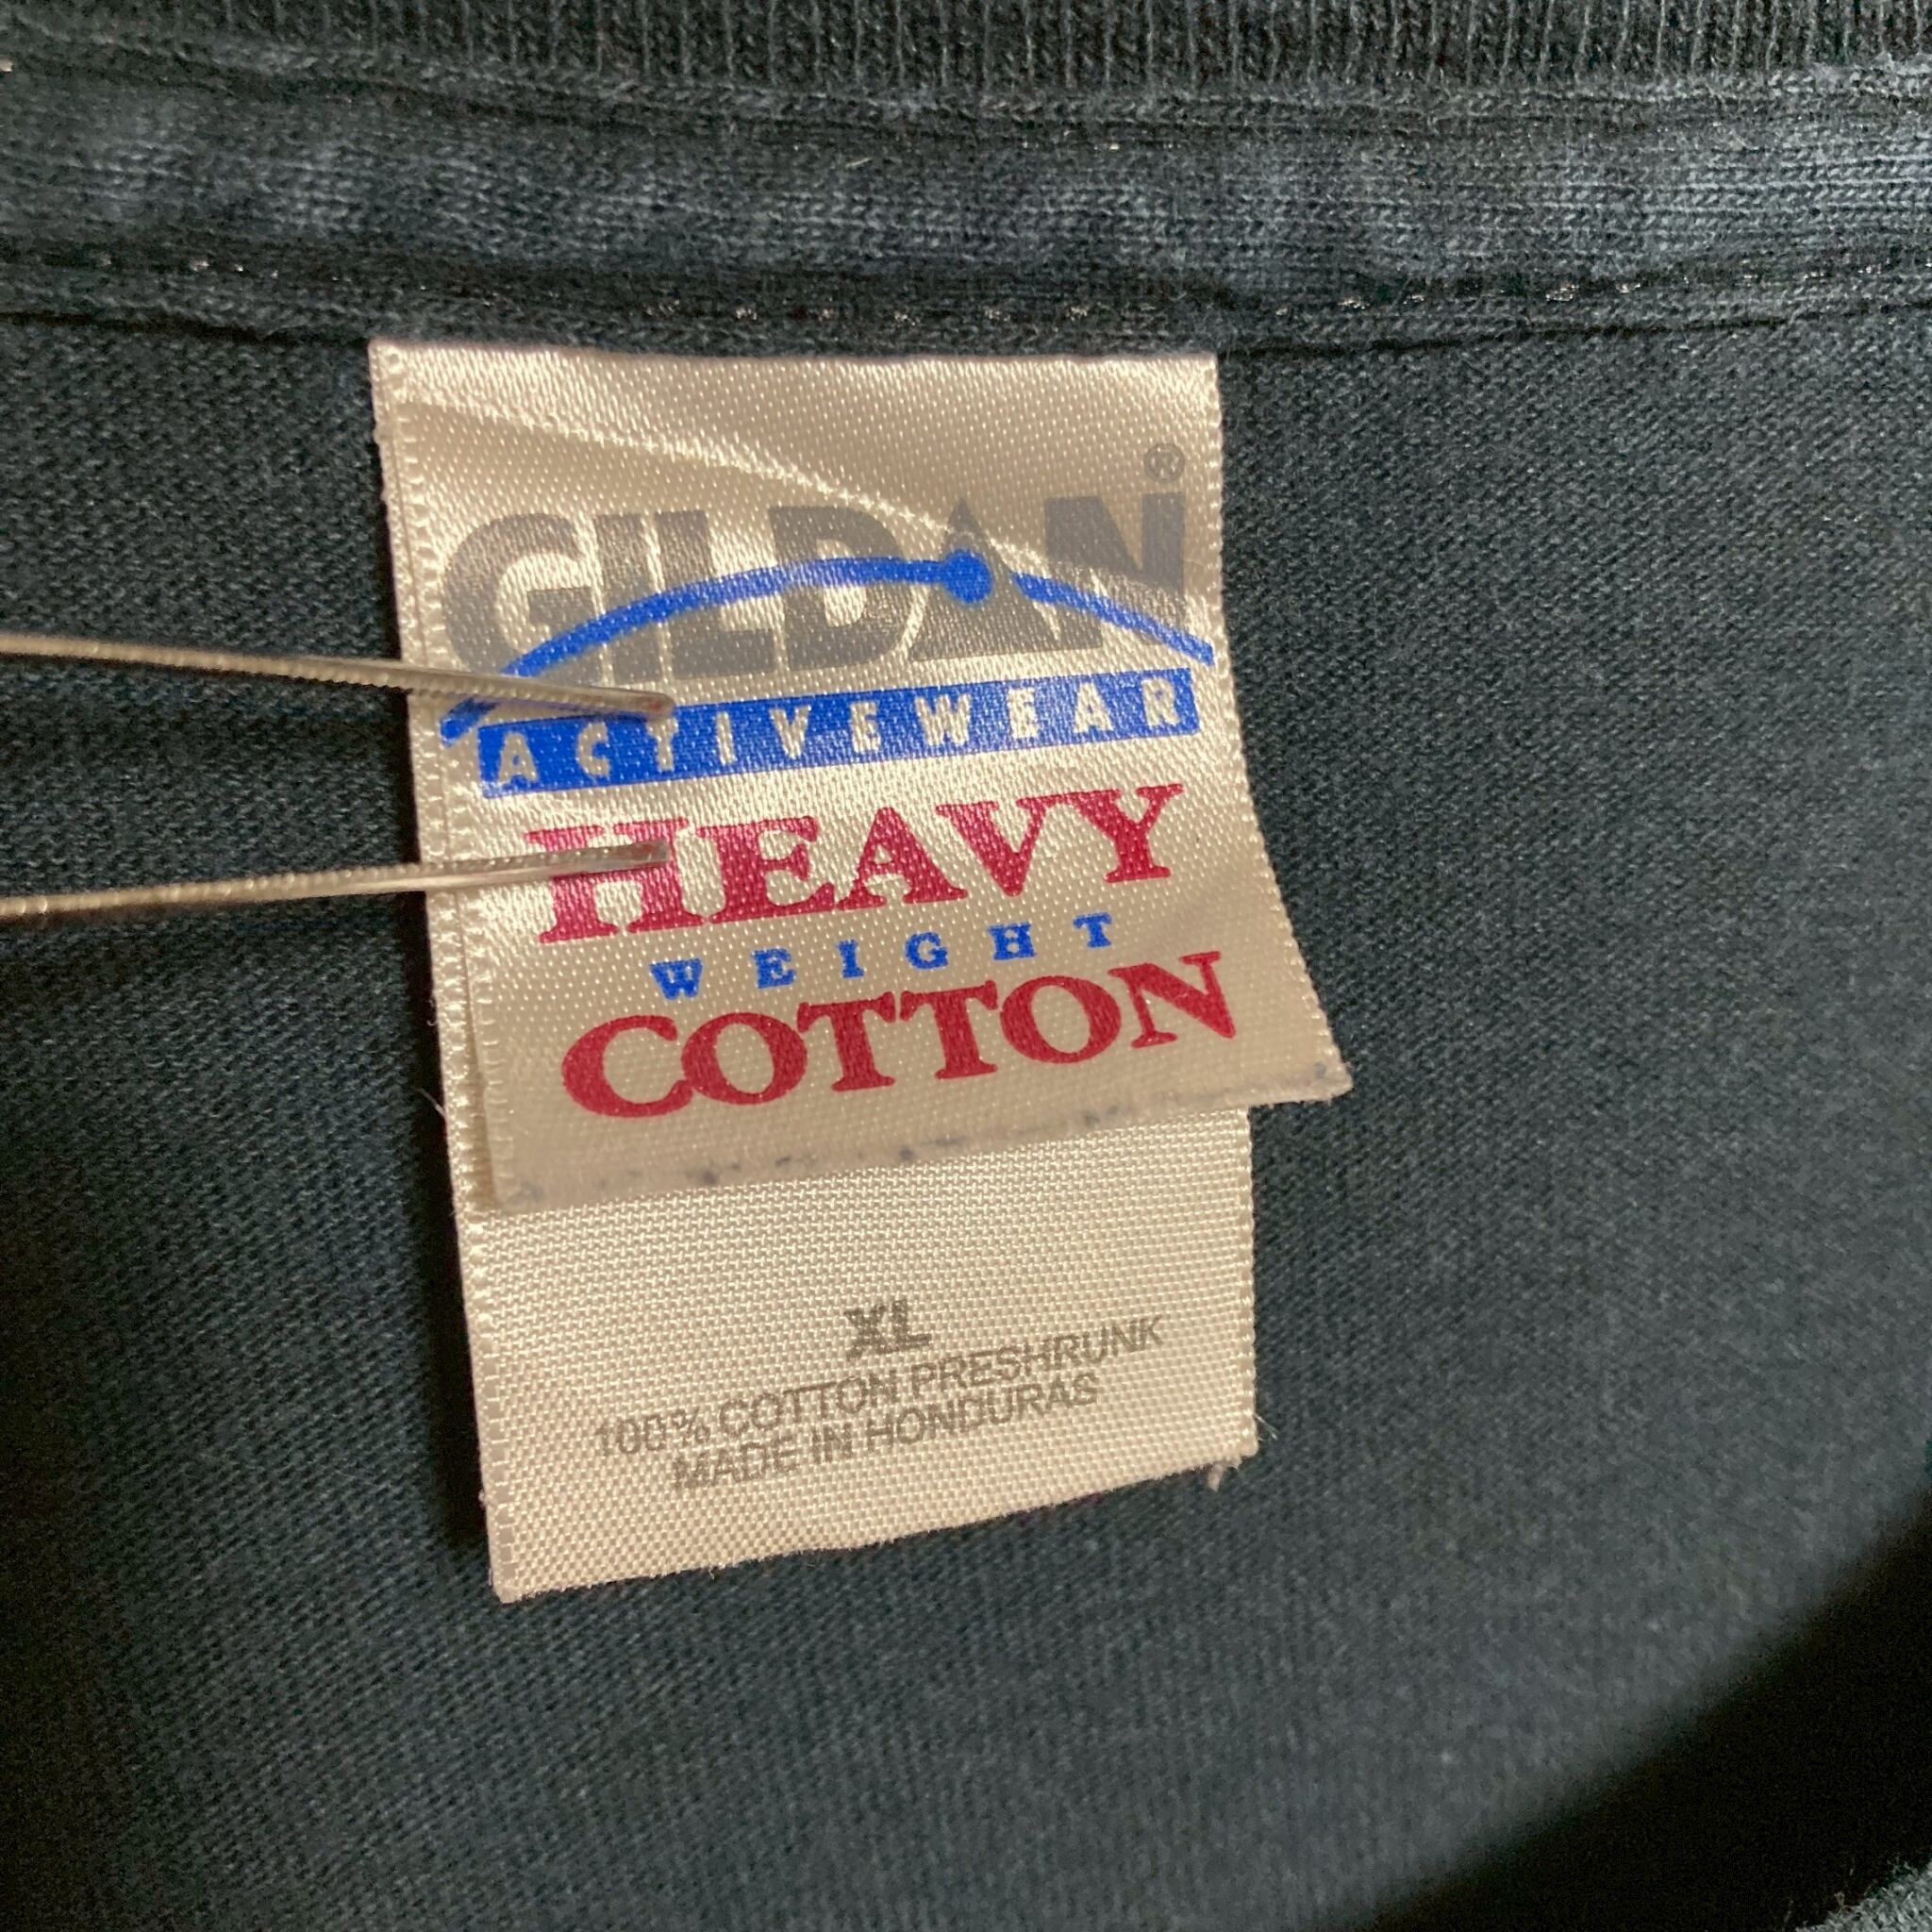 GILDAN®
ACTIVEWEAR
HEAVY
WEIGHT
COTTON
XL
100% COTTON PRESHRUNK
MADE IN HONDURAS